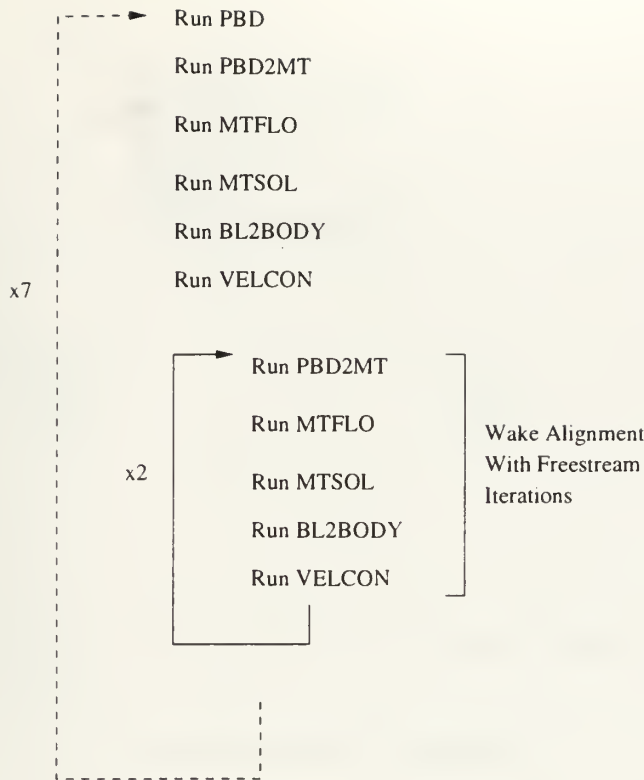 Run PBD
Run PBD2MT
Run MTFLO
Run MTSOL
Run BL2BODY
Run VELCON
x7
Run PBD2MT
Run MTFLO
x2
Run MTSOL
Run BL2BODY
Run VELCON
Wake Alignment
With Freestream
Iterations